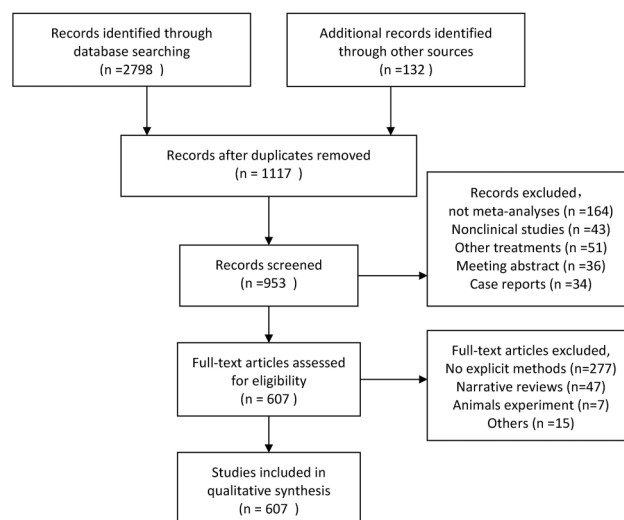 Records identified through
database searching
(n =2798  )
Additional records identified
through other sources
(n =132  )
Records after duplicates removed
(n = 1117  )
Records excluded，
not meta-analyses (n =164)
Nonclinical studies (n =43)
Other treatments (n =51)
Meeting abstract (n =36)
Case reports (n =34)
Records screened
(n =953  )
Full-text articles assessed
for eligibility
(n = 607 )
Full-text articles excluded,
No explicit methods (n=277)
Narrative reviews (n=47)
Animals experiment (n=7)
Others (n =15)
Studies included in
qualitative synthesis
(n = 607 )